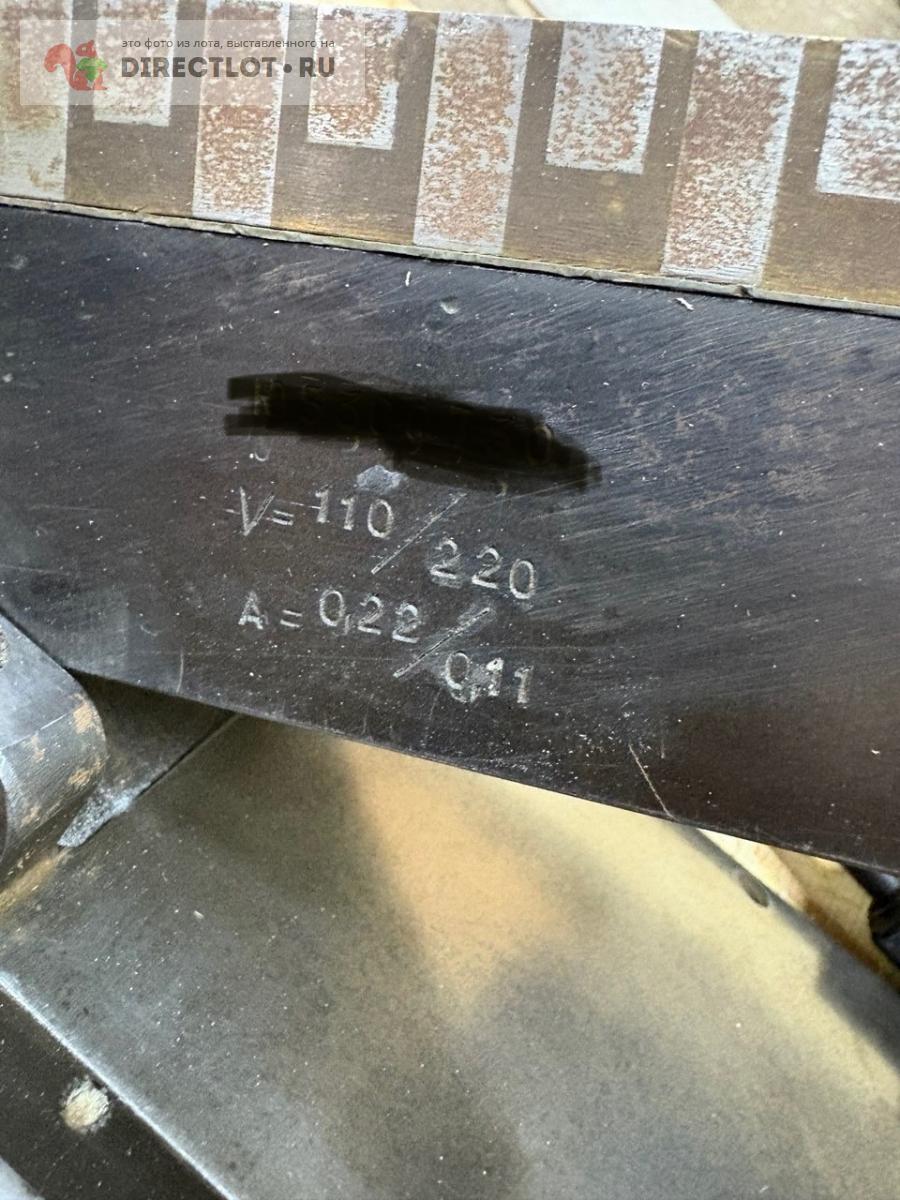 это фото из лота, выставленного на
DIRECTLOT•RU
V=110/220
A=0,22/0,11